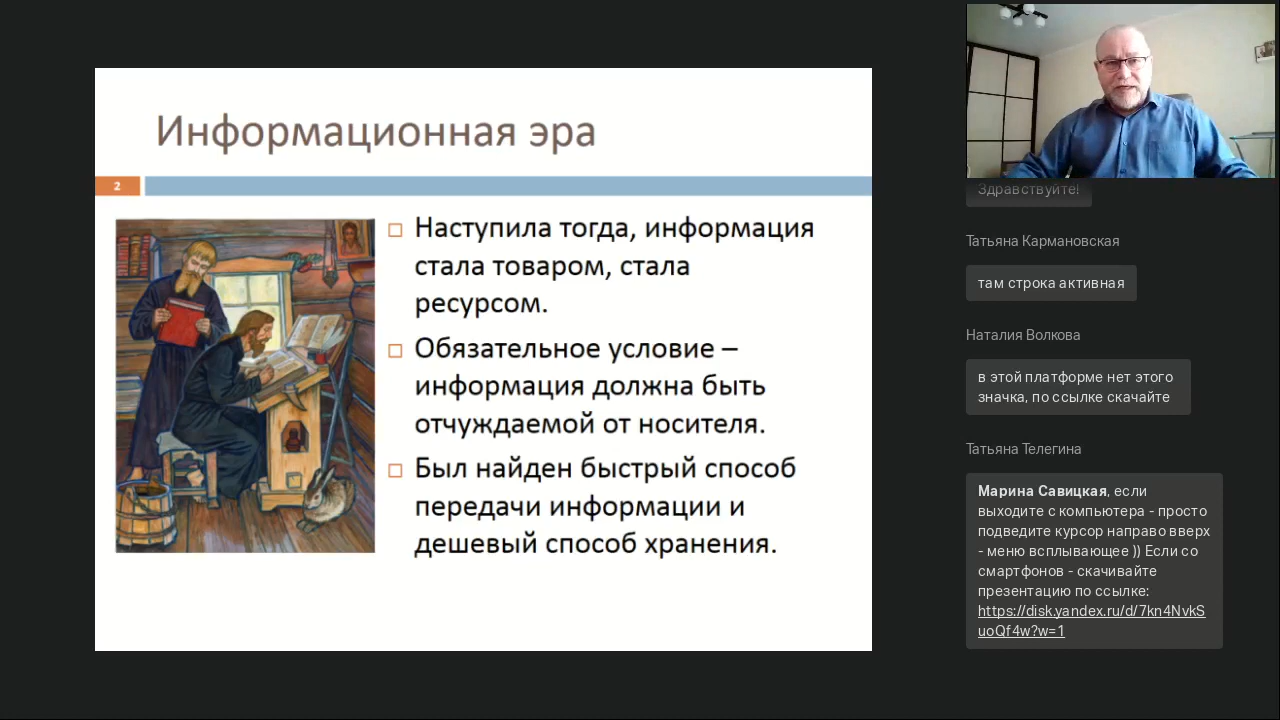 Информационная эра
2
Наступила тогда, информация
стала товаром, стала
ресурсом.
Обязательное условие –
информация должна быть
отчуждаемой от носителя.
Был найден быстрый способ
передачи информации и
дешевый способ хранения.
Здравствуйте!
Татьяна Кармановская
там строка активная
Наталия Волкова
в этой платформе нет этого
значка, по ссылке скачайте
Татьяна Телегина
Марина Савицкая, если
выходите с компьютера - просто
подведите курсор направо вверх
- меню всплывающее )) Если со
смартфонов - скачивайте
презентацию по ссылке:
https://disk.yandex.ru/d/7kn4NvkS
uoQf4w?w=1